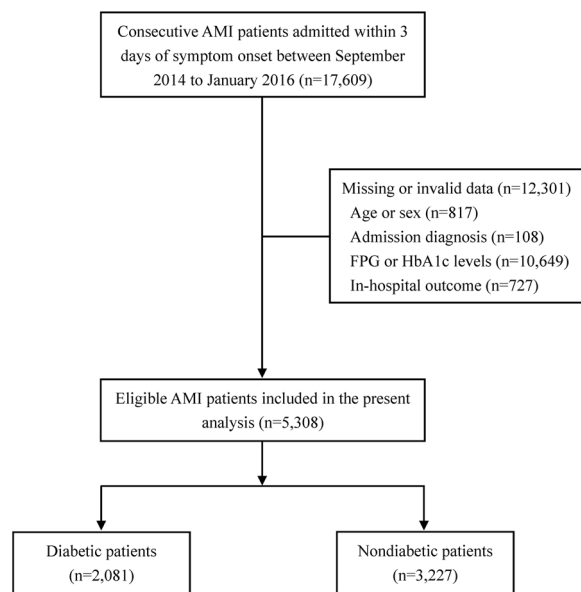 Consecutive AMI patients admitted within 3
days of symptom onset between September
2014 to January 2016 (n=17,609)
Missing or invalid data (n=12,301)
Age or sex (n=817)
Admission diagnosis (n=108)
FPG or HbA1c levels (n=10,649)
In-hospital outcome (n=727)
Eligible AMI patients included in the present
analysis (n=5,308)
Diabetic patients
(n=2,081)
Nondiabetic patients
(n=3,227)